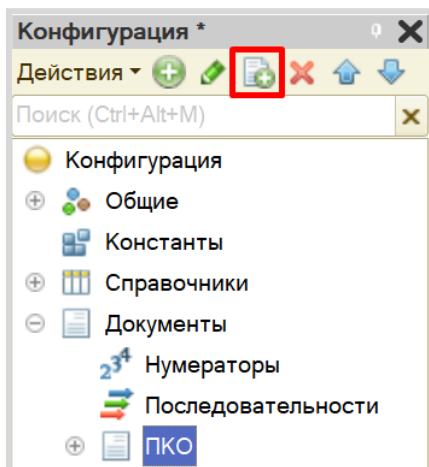 Конфигурация *
Действия
Поиск (Ctrl+Alt+M)
Конфигурация
Общие
Константы
Справочники
Документы
Нумераторы
Последовательности
ПКО